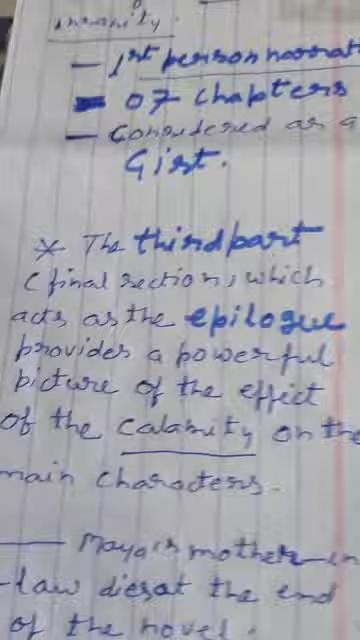 insanity.
— 1st person narrat
— 07 chapters
— Considered as a
Gist.
* The third part
(final section, which
acts as the epilogue
provides a powerful
picture of the effect
of the calamity on the
main characters.
— Maya's mother-in
-law dies at the end
of the novel.